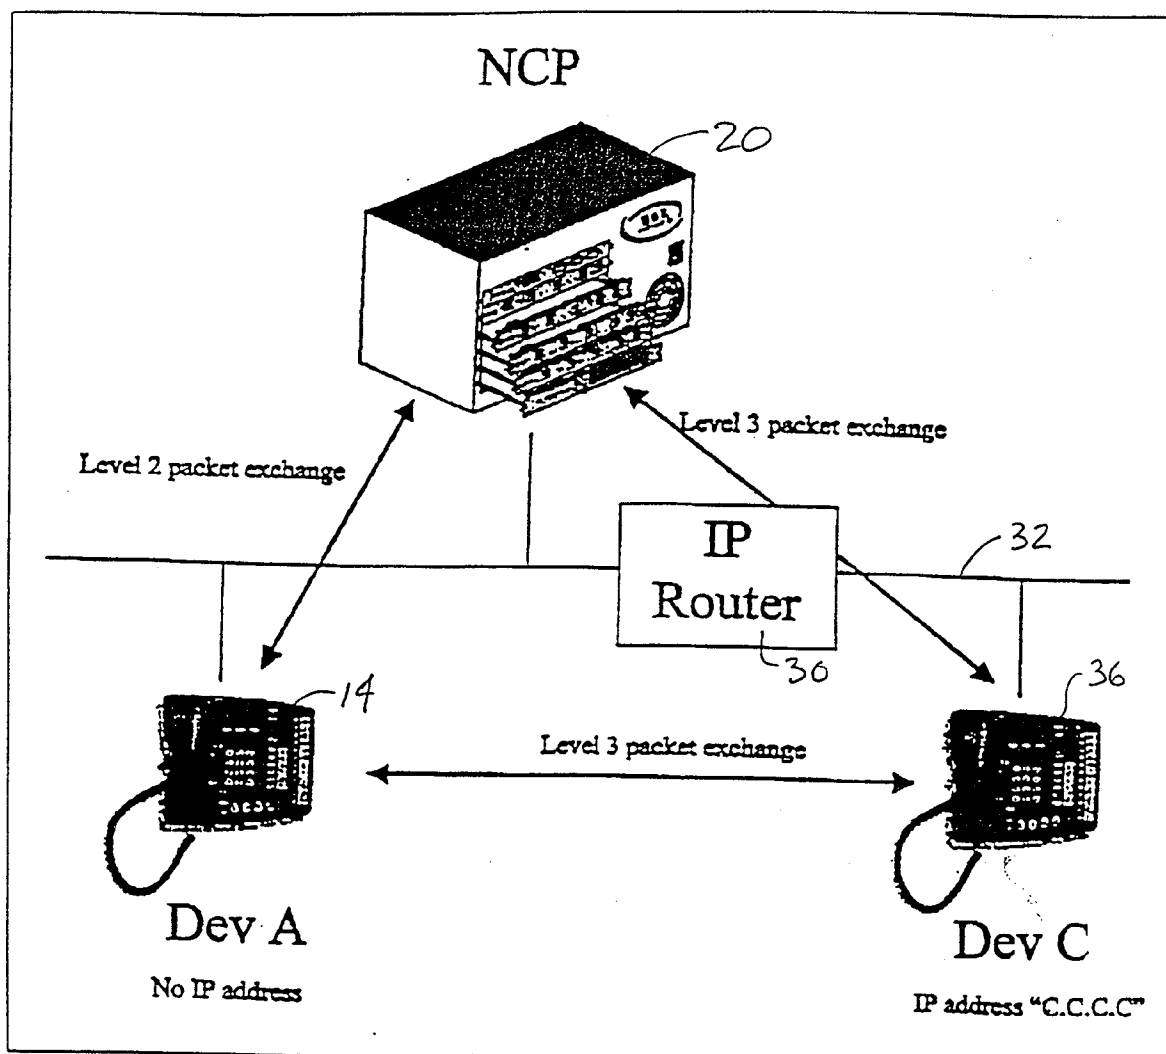 NCP
20
Level 3 packet exchange
Level 2 packet exchange
IP
Router
30
32
14
36
Level 3 packet exchange
Dev A
No IP address
Dev C
IP address "C.C.C.C"